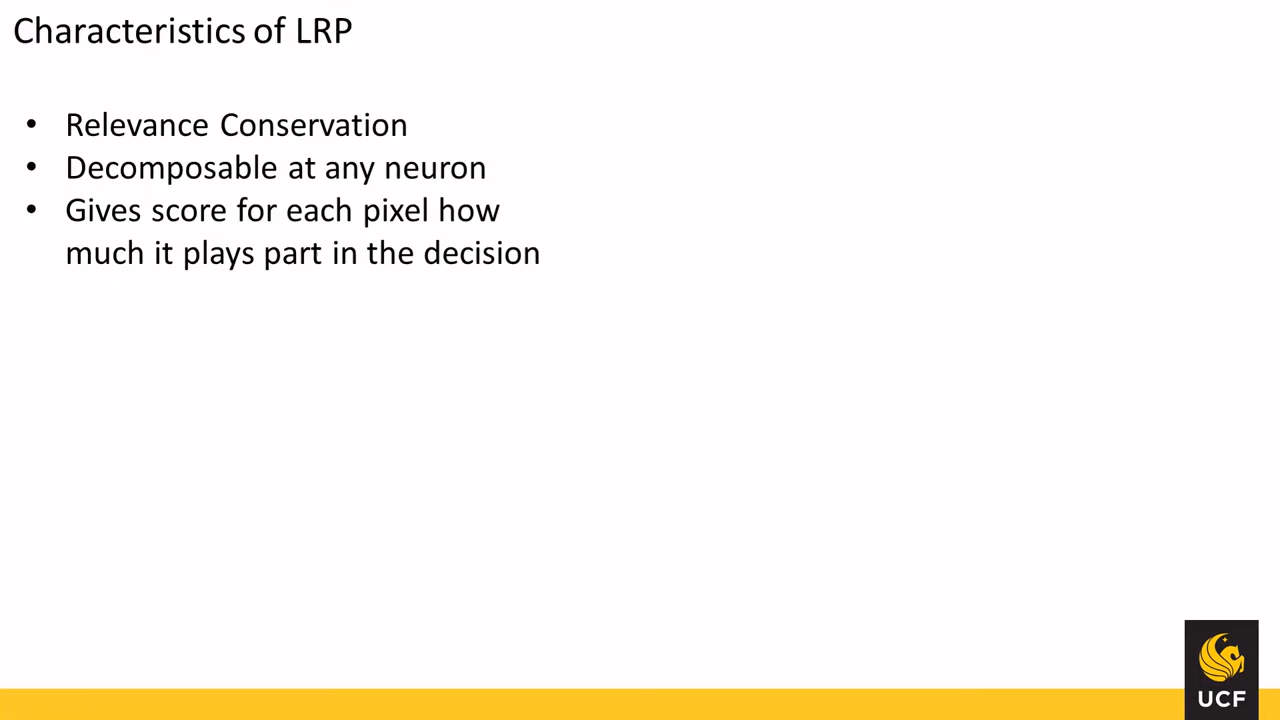 Characteristics of LRP
• Relevance Conservation
• Decomposable at any neuron
• Gives score for each pixel how
much it plays part in the decision
UCF